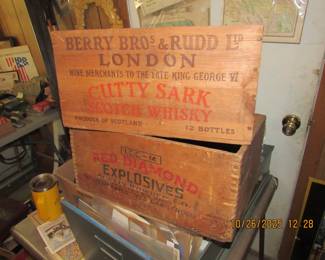 BERRY BROS & RUDD LTD
LONDON
WINE MERCHANTS TO THE LATE KING GEORGE VI
CUTTY SARK
SCOTCH WHISKY
PRODUCE OF SCOTLAND
12 BOTTLES
RED DIAMOND
EXPLOSIVES
10/26/2025 12:28